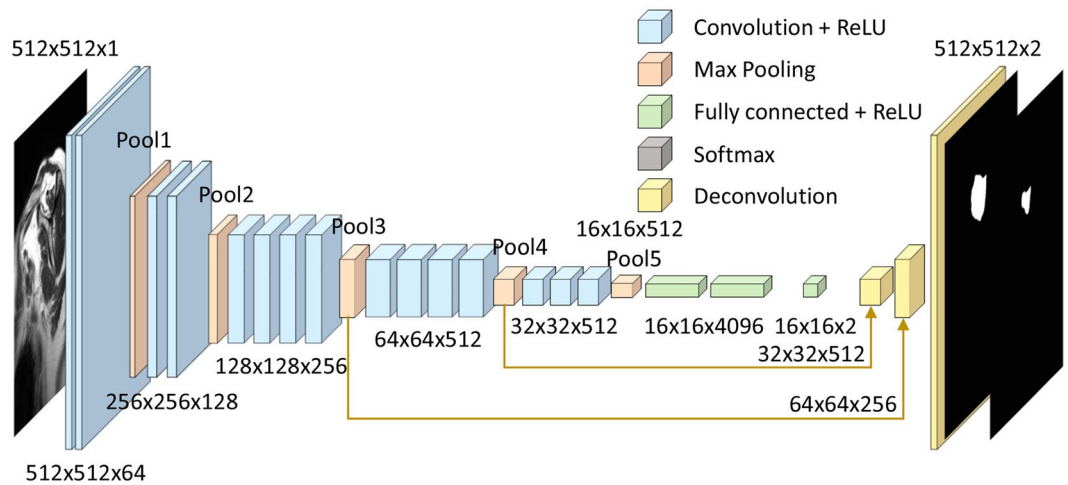 512x512x1
Convolution + ReLU
512x512x2
Max Pooling
Fully connected + ReLU
Pool1
Softmax
Pool2
Deconvolution
Pool3
16x16x512
Pool4
Pool5
32x32x512
16x16x4096
16x16x2
64x64x512
32x32x512
128x128x256
256x256x128
64x64x256
512x512x64